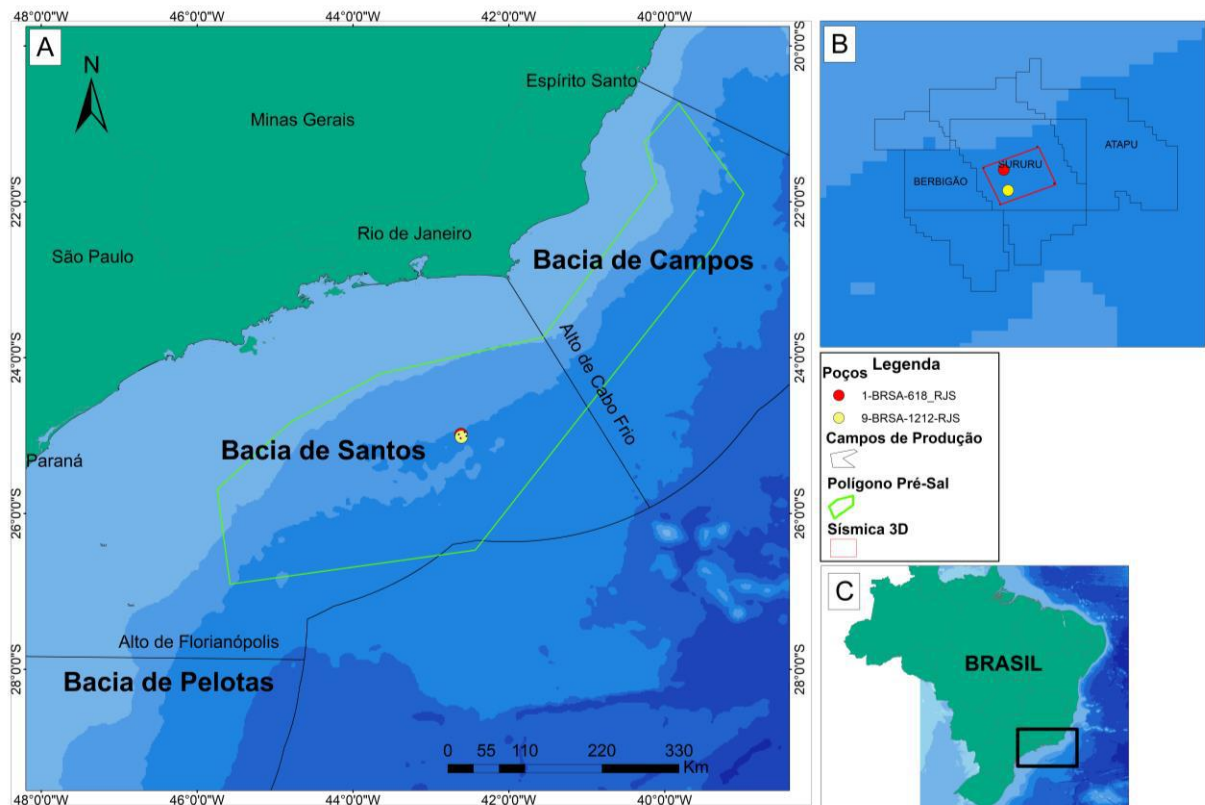 48°0'0"W 46°0'0"W 44°0'0"W 42°0'0"W 40°0'0"W
A
N
Espírito Santo
Minas Gerais
Rio de Janeiro
São Paulo
Bacia de Campos
Alto de Cabo Frio
Bacia de Santos
Paraná
Alto de Florianópolis
Bacia de Pelotas
0 55 110 220 330
Km
20°0'0"S
22°0'0"S
22°0'0"S
24°0'0"S
24°0'0"S
26°0'0"S
26°0'0"S
28°0'0"S
28°0'0"S
48°0'0"W 46°0'0"W 44°0'0"W 42°0'0"W 40°0'0"W
B
SURURU
ATAPU
BERBIGÃO
Legenda
Poços
1-BRSA-618_RJS
9-BRSA-1212-RJS
Campos de Produção
Polígono Pré-Sal
Sísmica 3D
C
BRASIL